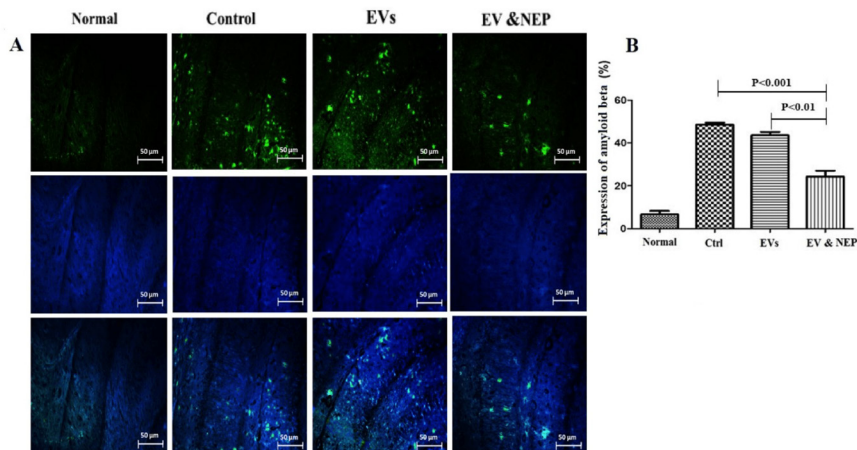 Normal Control EVs EV &NEP
A
50 μm 50 μm 50 μm 50 μm
50 μm 50 μm 50 μm 50 μm
50 μm 50 μm 50 μm 50 μm
B
P<0.001
P<0.01
Expression of amyloid beta (%)
60
40
20
0
Normal Ctrl EVs EV & NEP